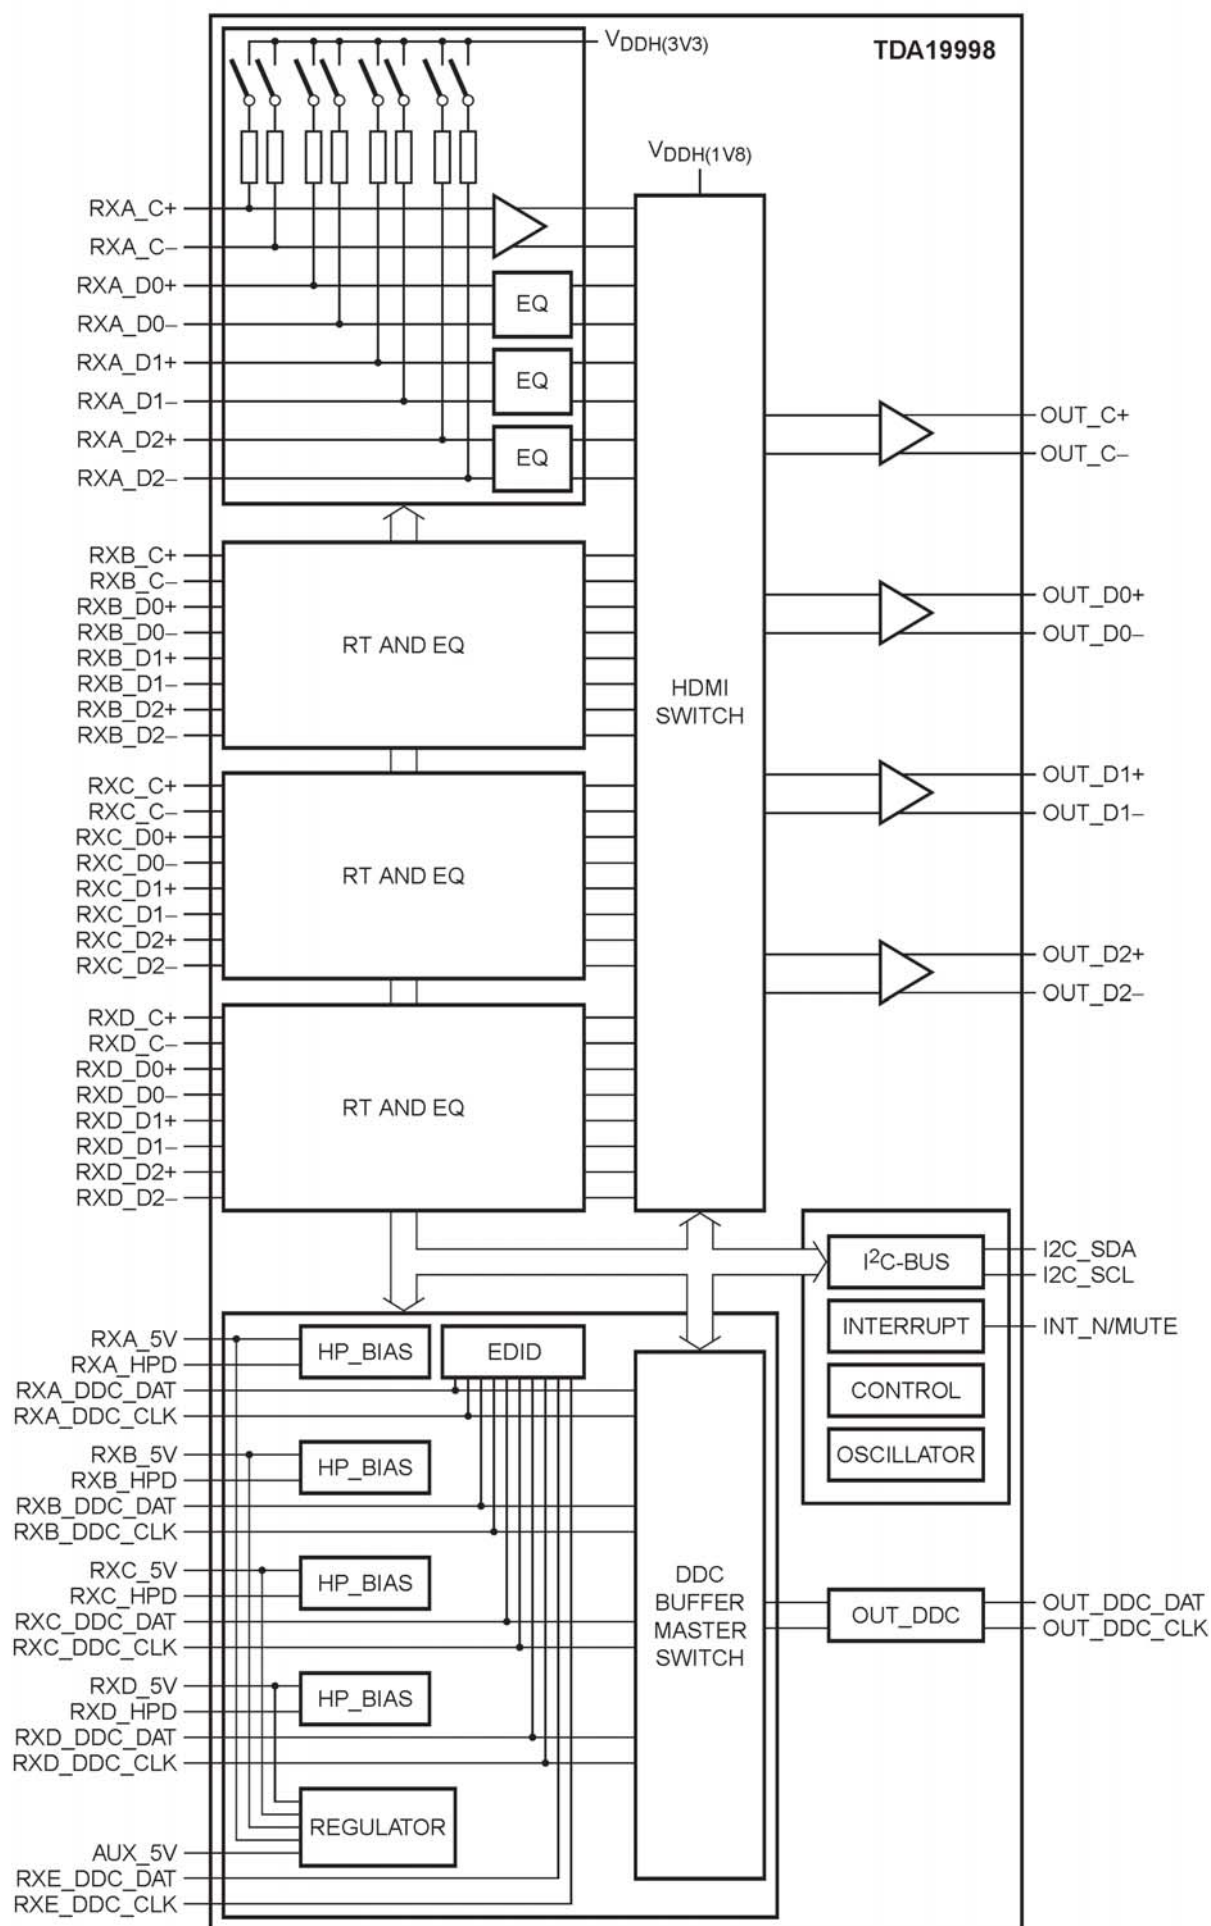 VDDH(3V3)
TDA19998
VDDH(1V8)
RXA_C+
RXA_C−
RXA_D0+
RXA_D0−
RXA_D1+
RXA_D1−
RXA_D2+
RXA_D2−
EQ
EQ
EQ
RXB_C+
RXB_C−
RXB_D0+
RXB_D0−
RXB_D1+
RXB_D1−
RXB_D2+
RXB_D2−
RT AND EQ
RXC_C+
RXC_C−
RXC_D0+
RXC_D0−
RXC_D1+
RXC_D1−
RXC_D2+
RXC_D2−
RT AND EQ
RXD_C+
RXD_C−
RXD_D0+
RXD_D0−
RXD_D1+
RXD_D1−
RXD_D2+
RXD_D2−
RT AND EQ
HDMI
SWITCH
OUT_C+
OUT_C−
OUT_D0+
OUT_D0−
OUT_D1+
OUT_D1−
OUT_D2+
OUT_D2−
I2C-BUS
I2C_SDA
I2C_SCL
INTERRUPT
INT_N/MUTE
CONTROL
OSCILLATOR
RXA_5V
RXA_HPD
RXA_DDC_DAT
RXA_DDC_CLK
HP_BIAS
EDID
RXB_5V
RXB_HPD
RXB_DDC_DAT
RXB_DDC_CLK
HP_BIAS
RXC_5V
RXC_HPD
RXC_DDC_DAT
RXC_DDC_CLK
HP_BIAS
RXD_5V
RXD_HPD
RXD_DDC_DAT
RXD_DDC_CLK
HP_BIAS
REGULATOR
AUX_5V
RXE_DDC_DAT
RXE_DDC_CLK
DDC
BUFFER
MASTER
SWITCH
OUT_DDC
OUT_DDC_DAT
OUT_DDC_CLK